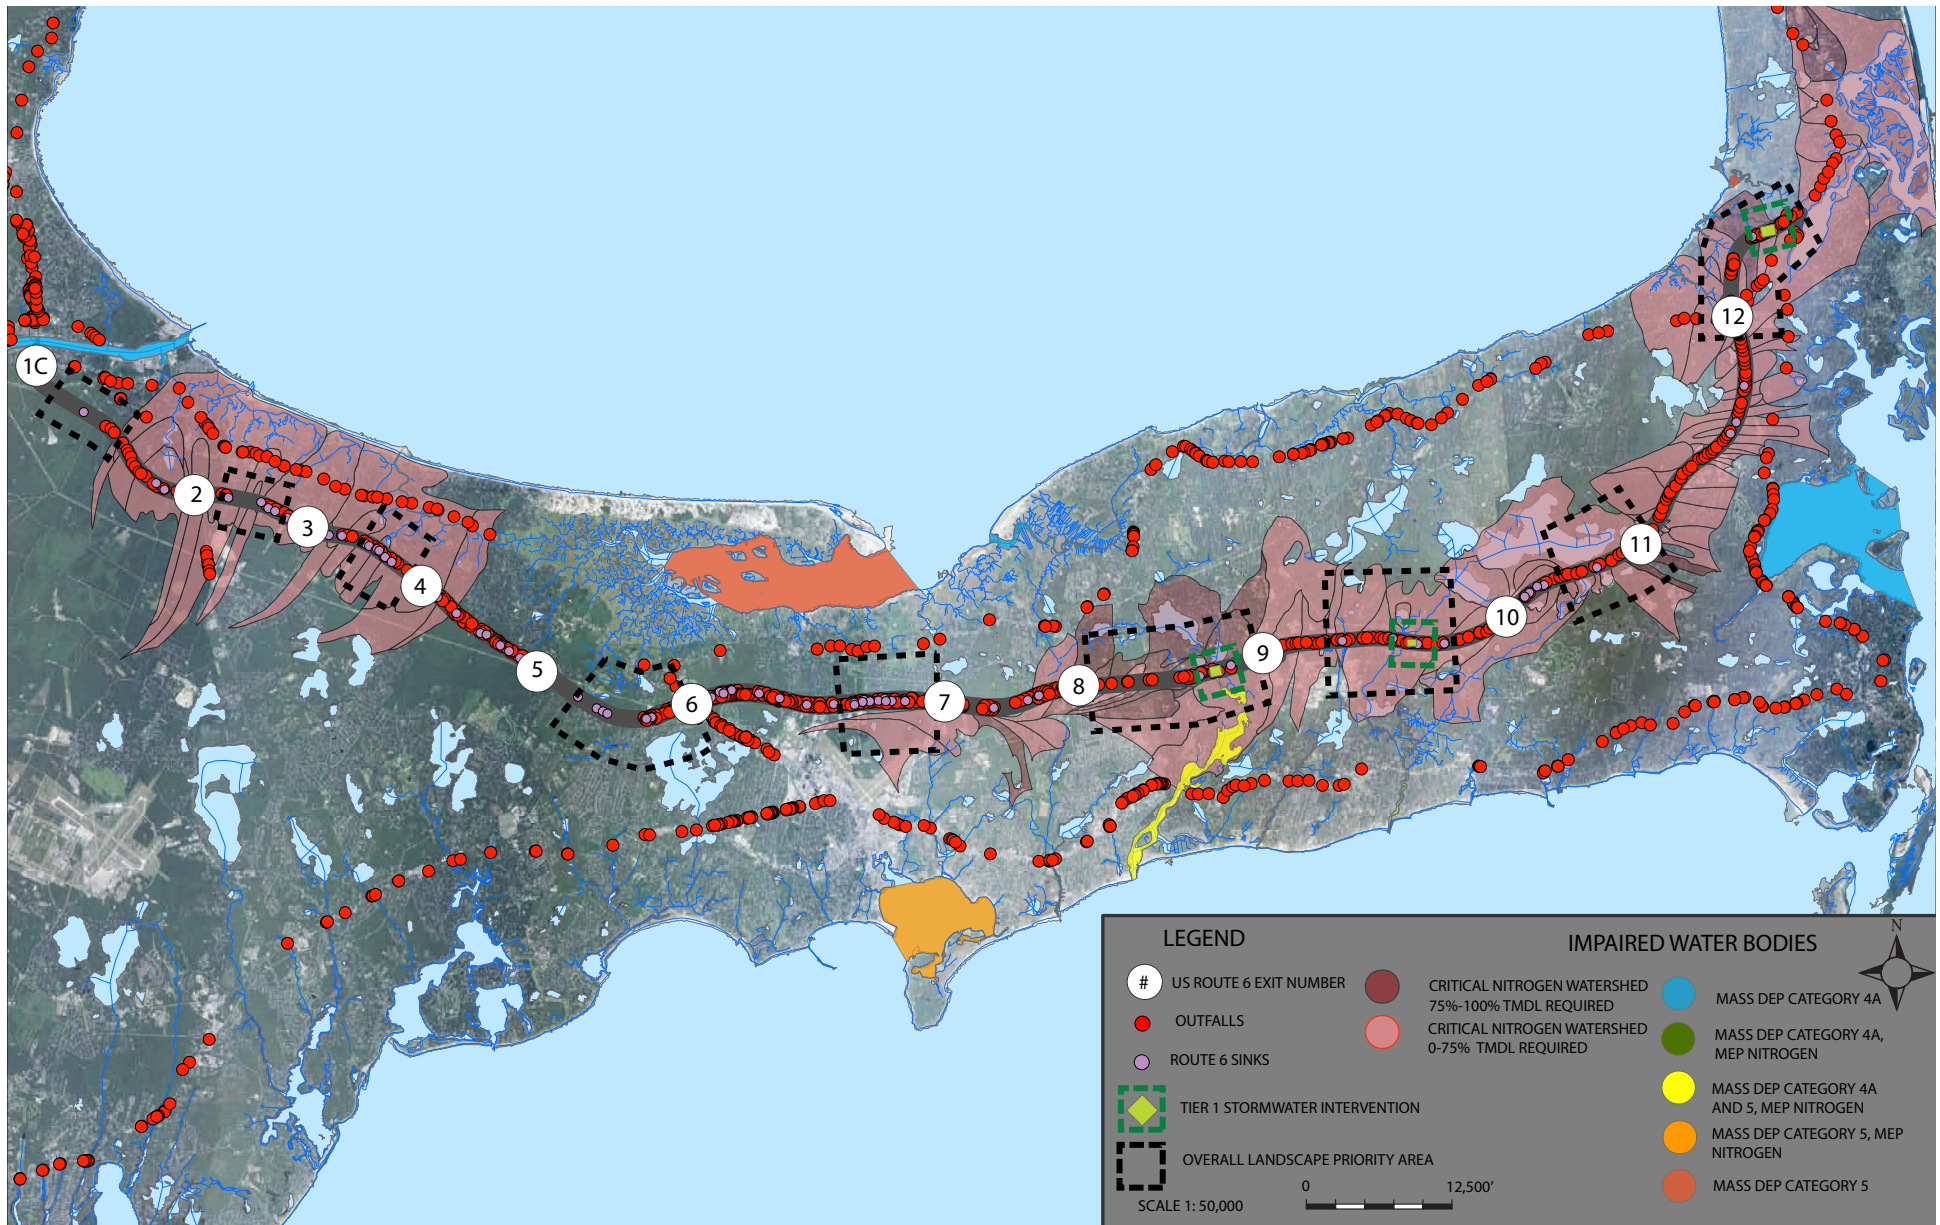 1C
2
3
4
5
6
7
8
9
10
11
12
LEGEND
# US ROUTE 6 EXIT NUMBER
OUTFALLS
ROUTE 6 SINKS
TIER 1 STORMWATER INTERVENTION
OVERALL LANDSCAPE PRIORITY AREA
SCALE 1: 50,000
CRITICAL NITROGEN WATERSHED
75%-100% TMDL REQUIRED
CRITICAL NITROGEN WATERSHED
0-75% TMDL REQUIRED
0 12,500'
IMPAIRED WATER BODIES
N
MASS DEP CATEGORY 4A
MASS DEP CATEGORY 4A,
MEP NITROGEN
MASS DEP CATEGORY 4A
AND 5, MEP NITROGEN
MASS DEP CATEGORY 5, MEP
NITROGEN
MASS DEP CATEGORY 5